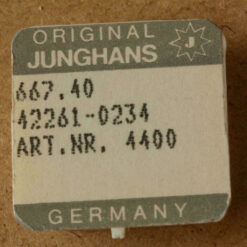 ORIGINAL
JUNGHANS
J
667.40
42261-0234
ART.NR. 4400
GERMANY